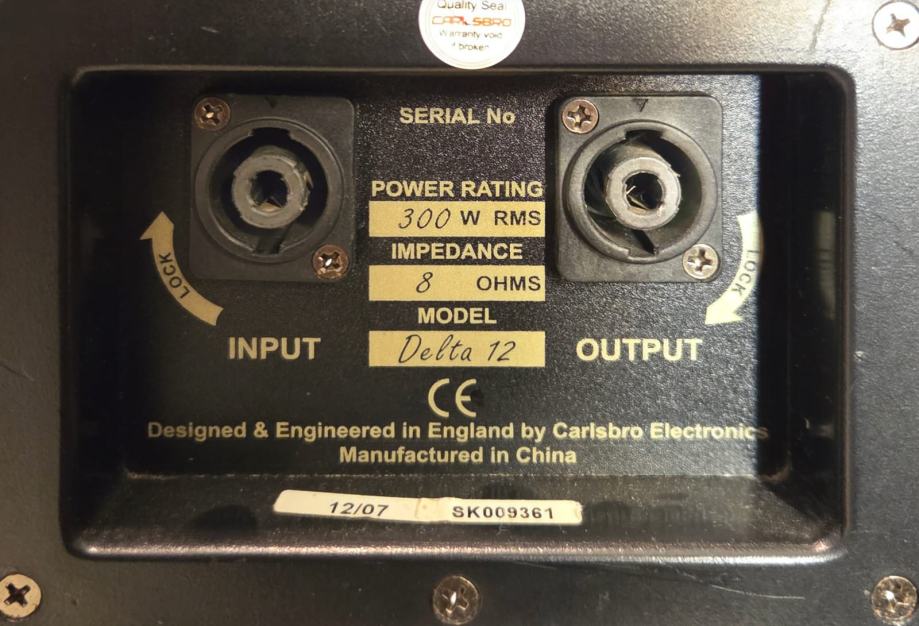 Quality Seal
CARLSBRO
Warranty void
if broken
SERIAL No
POWER RATING
300 W RMS
IMPEDANCE
8 OHMS
MODEL
Delta 12
LOCK
LOCK
INPUT
OUTPUT
CE
Designed & Engineered in England by Carlsbro Electronics
Manufactured in China
12/07 SK009361